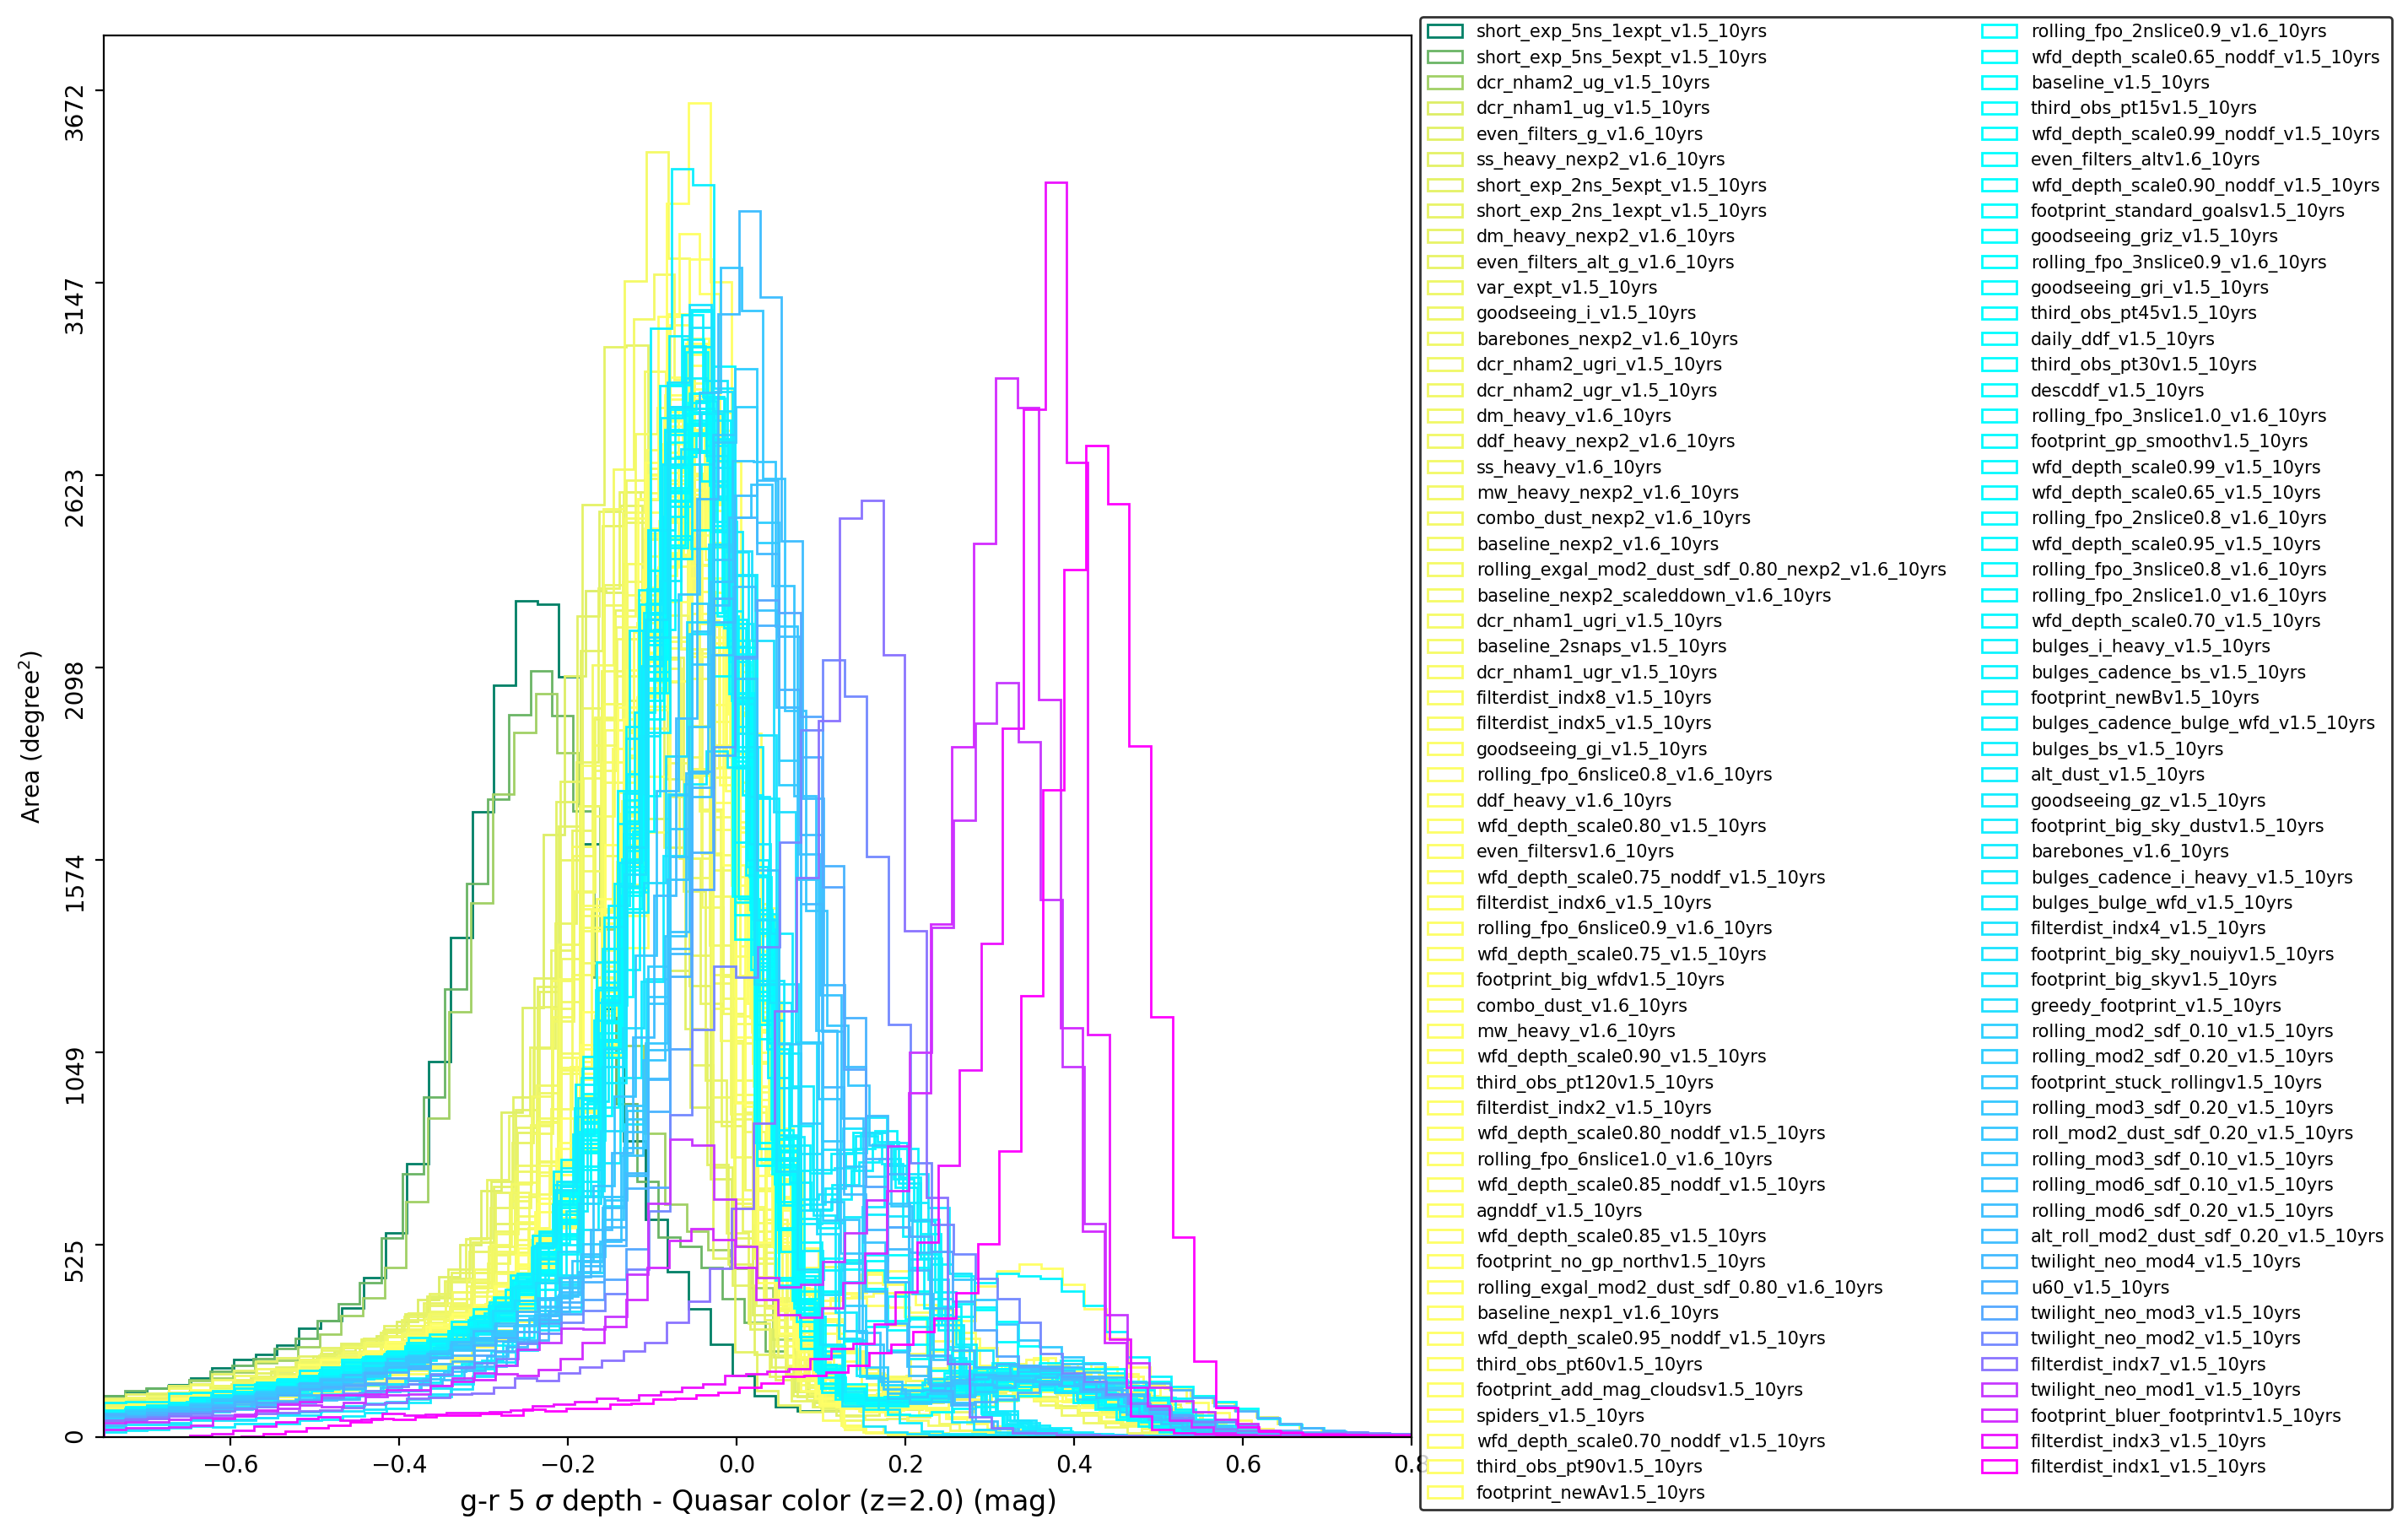 3672
3147
2623
2098
1574
1049
525
0
Area (degree²)
−0.6 −0.4 −0.2 0.0 0.2 0.4 0.6 0.8
g-r 5 σ depth - Quasar color (z=2.0) (mag)
short_exp_5ns_1expt_v1.5_10yrs
short_exp_5ns_5expt_v1.5_10yrs
dcr_nham2_ug_v1.5_10yrs
dcr_nham1_ug_v1.5_10yrs
even_filters_g_v1.6_10yrs
ss_heavy_nexp2_v1.6_10yrs
short_exp_2ns_5expt_v1.5_10yrs
short_exp_2ns_1expt_v1.5_10yrs
dm_heavy_nexp2_v1.6_10yrs
even_filters_alt_g_v1.6_10yrs
var_expt_v1.5_10yrs
goodseeing_i_v1.5_10yrs
barebones_nexp2_v1.6_10yrs
dcr_nham2_ugri_v1.5_10yrs
dcr_nham2_ugr_v1.5_10yrs
dm_heavy_v1.6_10yrs
ddf_heavy_nexp2_v1.6_10yrs
ss_heavy_v1.6_10yrs
mw_heavy_nexp2_v1.6_10yrs
combo_dust_nexp2_v1.6_10yrs
baseline_nexp2_v1.6_10yrs
rolling_exgal_mod2_dust_sdf_0.80_nexp2_v1.6_10yrs
baseline_nexp2_scaleddown_v1.6_10yrs
dcr_nham1_ugri_v1.5_10yrs
baseline_2snaps_v1.5_10yrs
dcr_nham1_ugr_v1.5_10yrs
filterdist_indx8_v1.5_10yrs
filterdist_indx5_v1.5_10yrs
goodseeing_gi_v1.5_10yrs
rolling_fpo_6nslice0.8_v1.6_10yrs
ddf_heavy_v1.6_10yrs
wfd_depth_scale0.80_v1.5_10yrs
even_filtersv1.6_10yrs
wfd_depth_scale0.75_noddf_v1.5_10yrs
filterdist_indx6_v1.5_10yrs
rolling_fpo_6nslice0.9_v1.6_10yrs
wfd_depth_scale0.75_v1.5_10yrs
footprint_big_wfdv1.5_10yrs
combo_dust_v1.6_10yrs
mw_heavy_v1.6_10yrs
wfd_depth_scale0.90_v1.5_10yrs
third_obs_pt120v1.5_10yrs
filterdist_indx2_v1.5_10yrs
wfd_depth_scale0.80_noddf_v1.5_10yrs
rolling_fpo_6nslice1.0_v1.6_10yrs
wfd_depth_scale0.85_noddf_v1.5_10yrs
agnddf_v1.5_10yrs
wfd_depth_scale0.85_v1.5_10yrs
footprint_no_gp_northv1.5_10yrs
rolling_exgal_mod2_dust_sdf_0.80_v1.6_10yrs
baseline_nexp1_v1.6_10yrs
wfd_depth_scale0.95_noddf_v1.5_10yrs
third_obs_pt60v1.5_10yrs
footprint_add_mag_cloudsv1.5_10yrs
spiders_v1.5_10yrs
wfd_depth_scale0.70_noddf_v1.5_10yrs
third_obs_pt90v1.5_10yrs
footprint_newAv1.5_10yrs
rolling_fpo_2nslice0.9_v1.6_10yrs
wfd_depth_scale0.65_noddf_v1.5_10yrs
baseline_v1.5_10yrs
third_obs_pt15v1.5_10yrs
wfd_depth_scale0.99_noddf_v1.5_10yrs
even_filters_altv1.6_10yrs
wfd_depth_scale0.90_noddf_v1.5_10yrs
footprint_standard_goalsv1.5_10yrs
goodseeing_griz_v1.5_10yrs
rolling_fpo_3nslice0.9_v1.6_10yrs
goodseeing_gri_v1.5_10yrs
third_obs_pt45v1.5_10yrs
daily_ddf_v1.5_10yrs
third_obs_pt30v1.5_10yrs
descddf_v1.5_10yrs
rolling_fpo_3nslice1.0_v1.6_10yrs
footprint_gp_smoothv1.5_10yrs
wfd_depth_scale0.99_v1.5_10yrs
wfd_depth_scale0.65_v1.5_10yrs
rolling_fpo_2nslice0.8_v1.6_10yrs
wfd_depth_scale0.95_v1.5_10yrs
rolling_fpo_3nslice0.8_v1.6_10yrs
rolling_fpo_2nslice1.0_v1.6_10yrs
wfd_depth_scale0.70_v1.5_10yrs
bulges_i_heavy_v1.5_10yrs
bulges_cadence_bs_v1.5_10yrs
footprint_newBv1.5_10yrs
bulges_cadence_bulge_wfd_v1.5_10yrs
bulges_bs_v1.5_10yrs
alt_dust_v1.5_10yrs
goodseeing_gz_v1.5_10yrs
footprint_big_sky_dustv1.5_10yrs
barebones_v1.6_10yrs
bulges_cadence_i_heavy_v1.5_10yrs
bulges_bulge_wfd_v1.5_10yrs
filterdist_indx4_v1.5_10yrs
footprint_big_sky_nouiyv1.5_10yrs
footprint_big_skyv1.5_10yrs
greedy_footprint_v1.5_10yrs
rolling_mod2_sdf_0.10_v1.5_10yrs
rolling_mod2_sdf_0.20_v1.5_10yrs
footprint_stuck_rollingv1.5_10yrs
rolling_mod3_sdf_0.20_v1.5_10yrs
roll_mod2_dust_sdf_0.20_v1.5_10yrs
rolling_mod3_sdf_0.10_v1.5_10yrs
rolling_mod6_sdf_0.10_v1.5_10yrs
rolling_mod6_sdf_0.20_v1.5_10yrs
alt_roll_mod2_dust_sdf_0.20_v1.5_10yrs
twilight_neo_mod4_v1.5_10yrs
u60_v1.5_10yrs
twilight_neo_mod3_v1.5_10yrs
twilight_neo_mod2_v1.5_10yrs
filterdist_indx7_v1.5_10yrs
twilight_neo_mod1_v1.5_10yrs
footprint_bluer_footprintv1.5_10yrs
filterdist_indx3_v1.5_10yrs
filterdist_indx1_v1.5_10yrs